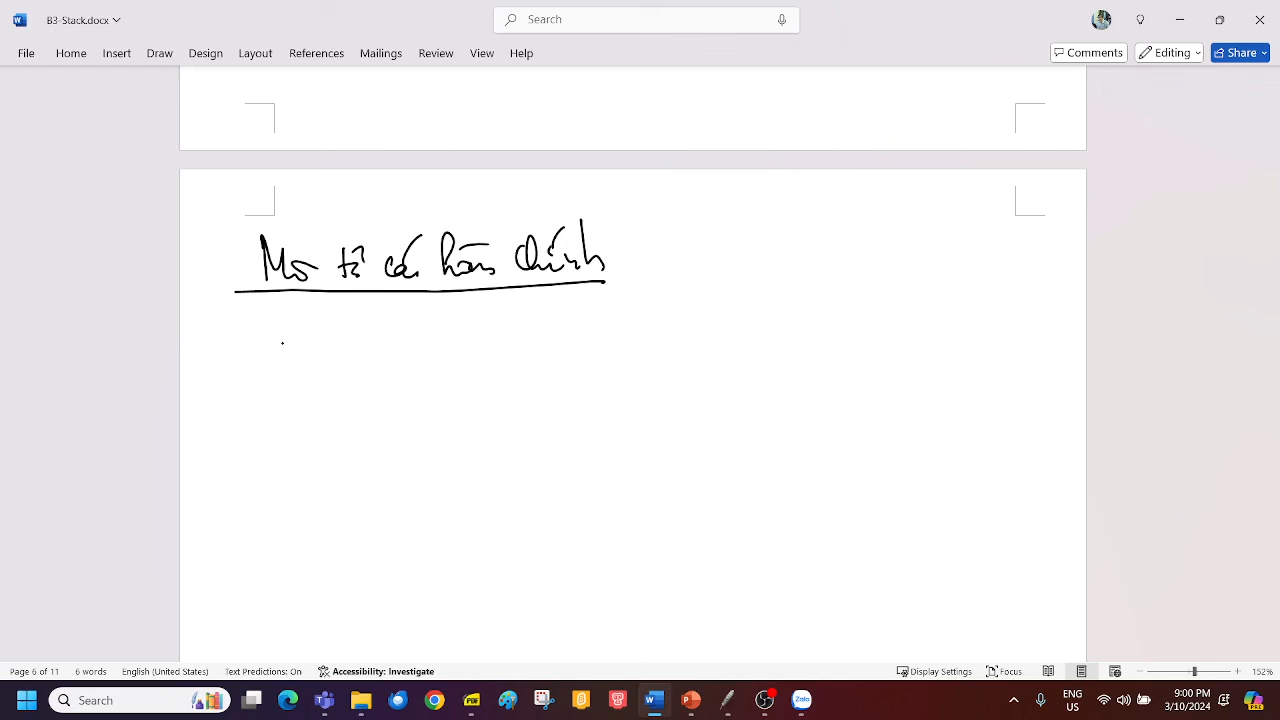 B3-Stack.docx
Search
File Home Insert Draw Design Layout References Mailings Review View Help
Comments Editing Share
Mô tả các hàm chính
Page 6 of 11 6 words English (United States) Text Predictions: On Accessibility: Investigate Display Settings Focus 152%
Search PDF ENG 9:00 PM
US 3/10/2024